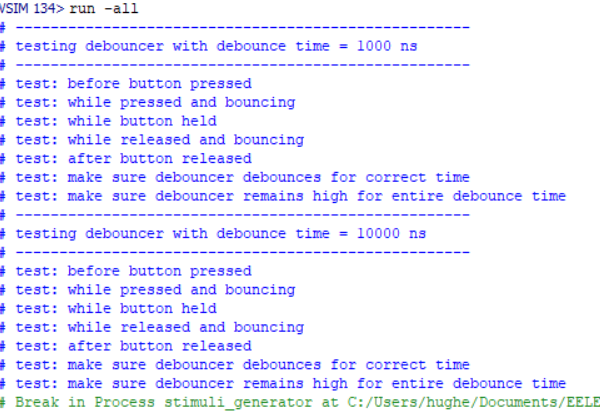 VSIM 134> run -all
# ----------------------------------------------------
# testing debouncer with debounce time = 1000 ns
# ----------------------------------------------------
# test: before button pressed
# test: while pressed and bouncing
# test: while button held
# test: while released and bouncing
# test: after button released
# test: make sure debouncer debounces for correct time
# test: make sure debouncer remains high for entire debounce time
# ----------------------------------------------------
# testing debouncer with debounce time = 10000 ns
# ----------------------------------------------------
# test: before button pressed
# test: while pressed and bouncing
# test: while button held
# test: while released and bouncing
# test: after button released
# test: make sure debouncer debounces for correct time
# test: make sure debouncer remains high for entire debounce time
# Break in Process stimuli_generator at C:/Users/hughe/Documents/EELE